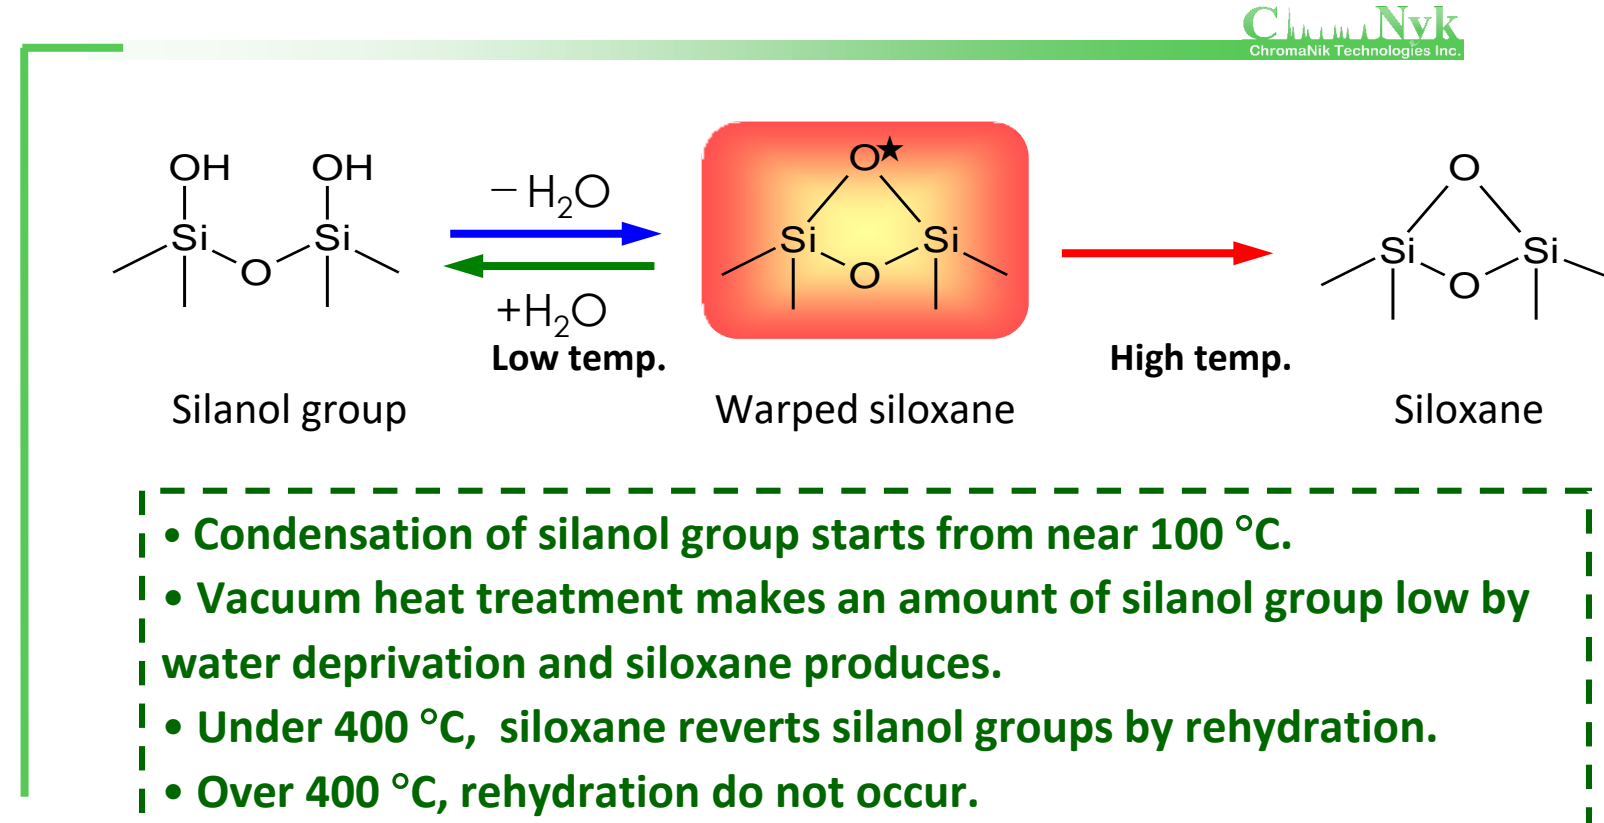 ChromaNik Technologies Inc.
OH OH
Si Si
O
− H₂O
+H₂O
Low temp.
O★
Si Si
O
High temp.
O
Si Si
O
Silanol group
Warped siloxane
Siloxane
• Condensation of silanol group starts from near 100 °C.
• Vacuum heat treatment makes an amount of silanol group low by
water deprivation and siloxane produces.
• Under 400 °C, siloxane reverts silanol groups by rehydration.
• Over 400 °C, rehydration do not occur.